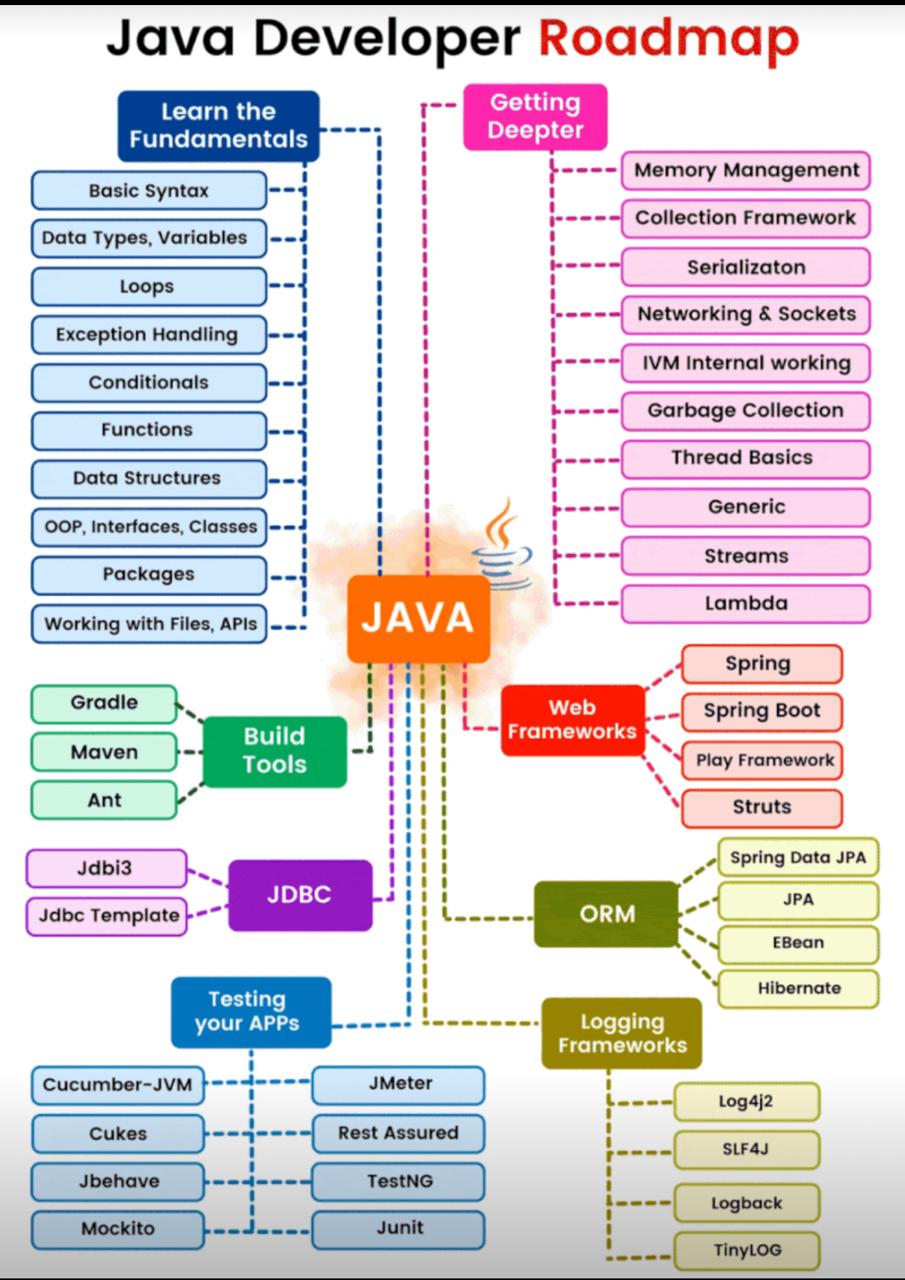 Java Developer Roadmap
Learn the
Fundamentals
Basic Syntax
Data Types, Variables
Loops
Exception Handling
Conditionals
Functions
Data Structures
OOP, Interfaces, Classes
Packages
Working with Files, APIs
Getting
Deepter
Memory Management
Collection Framework
Serializaton
Networking & Sockets
IVM Internal working
Garbage Collection
Thread Basics
Generic
Streams
Lambda
JAVA
Build
Tools
Gradle
Maven
Ant
Web
Frameworks
Spring
Spring Boot
Play Framework
Struts
JDBC
Jdbi3
Jdbc Template
ORM
Spring Data JPA
JPA
EBean
Hibernate
Testing
your APPs
Cucumber-JVM
Cukes
Jbehave
Mockito
JMeter
Rest Assured
TestNG
Junit
Logging
Frameworks
Log4j2
SLF4J
Logback
TinyLOG